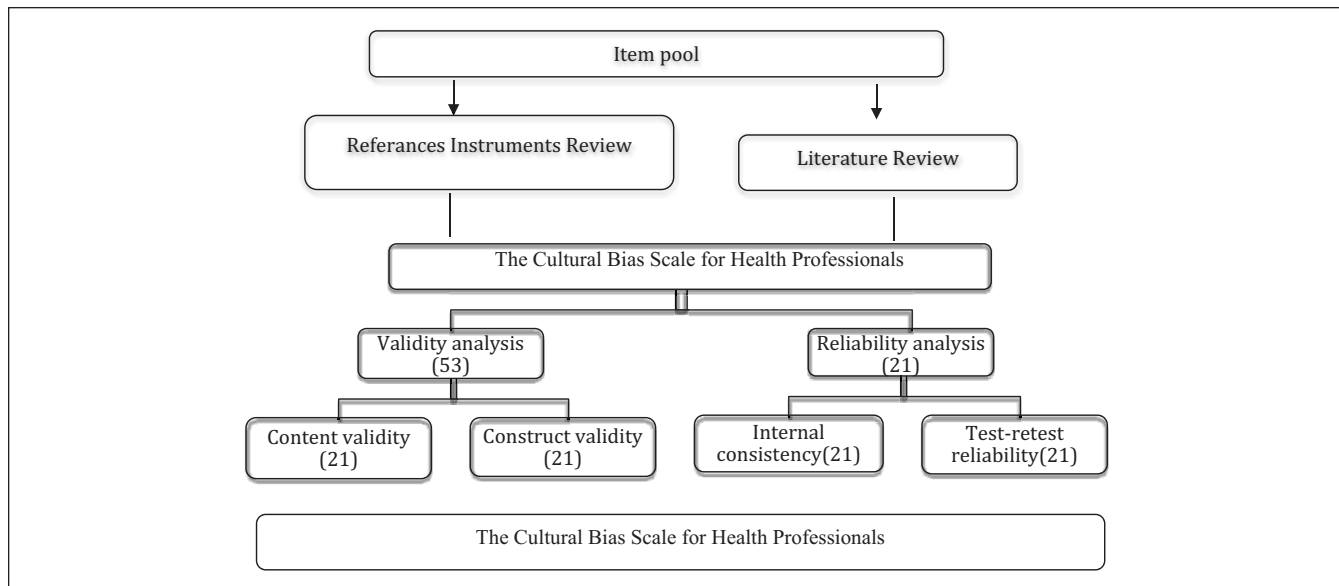 Item pool
Referances Instruments Review
Literature Review
The Cultural Bias Scale for Health Professionals
Validity analysis
(53)
Reliability analysis
(21)
Content validity
(21)
Construct validity
(21)
Internal
consistency(21)
Test-retest
reliability(21)
The Cultural Bias Scale for Health Professionals